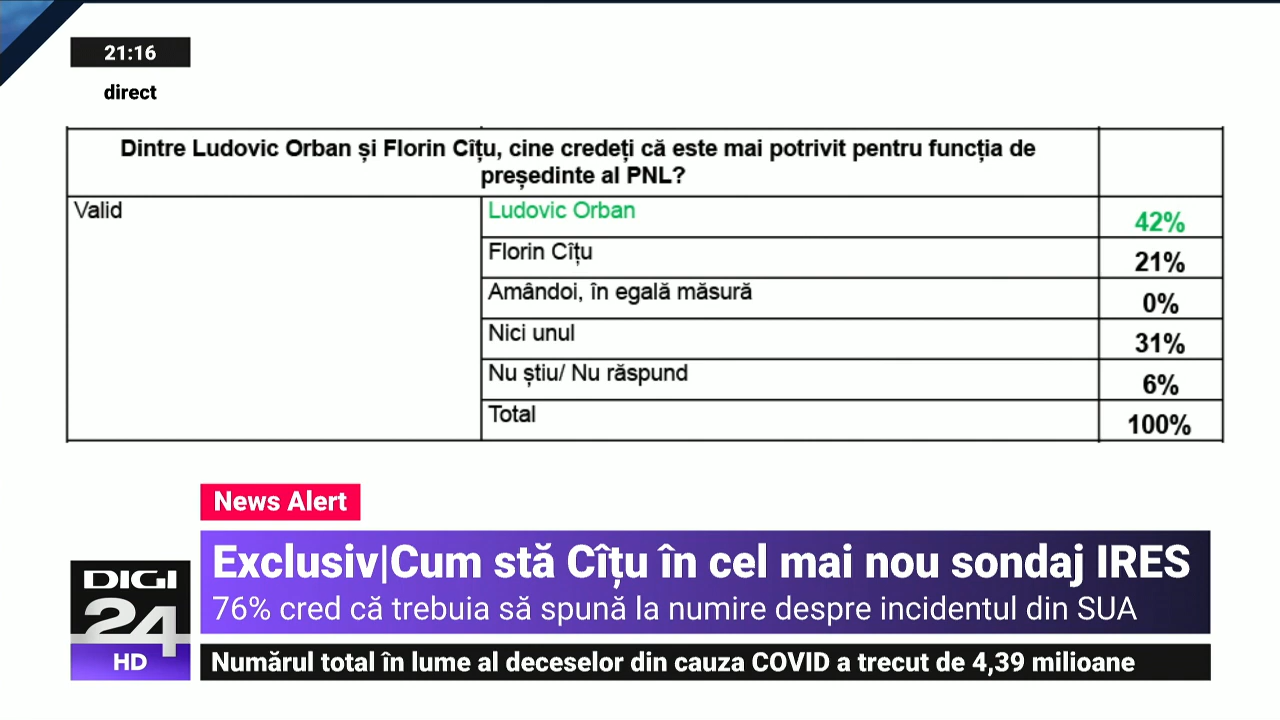 21:16
direct
Dintre Ludovic Orban și Florin Cîțu, cine credeți că este mai potrivit pentru funcția de
președinte al PNL?
Valid
Ludovic Orban 42%
Florin Cîțu 21%
Amândoi, în egală măsură 0%
Nici unul 31%
Nu știu/ Nu răspund 6%
Total 100%
News Alert
Exclusiv|Cum stă Cîțu în cel mai nou sondaj IRES
76% cred că trebuia să spună la numire despre incidentul din SUA
DIGI
24
HD
Numărul total în lume al deceselor din cauza COVID a trecut de 4,39 milioane